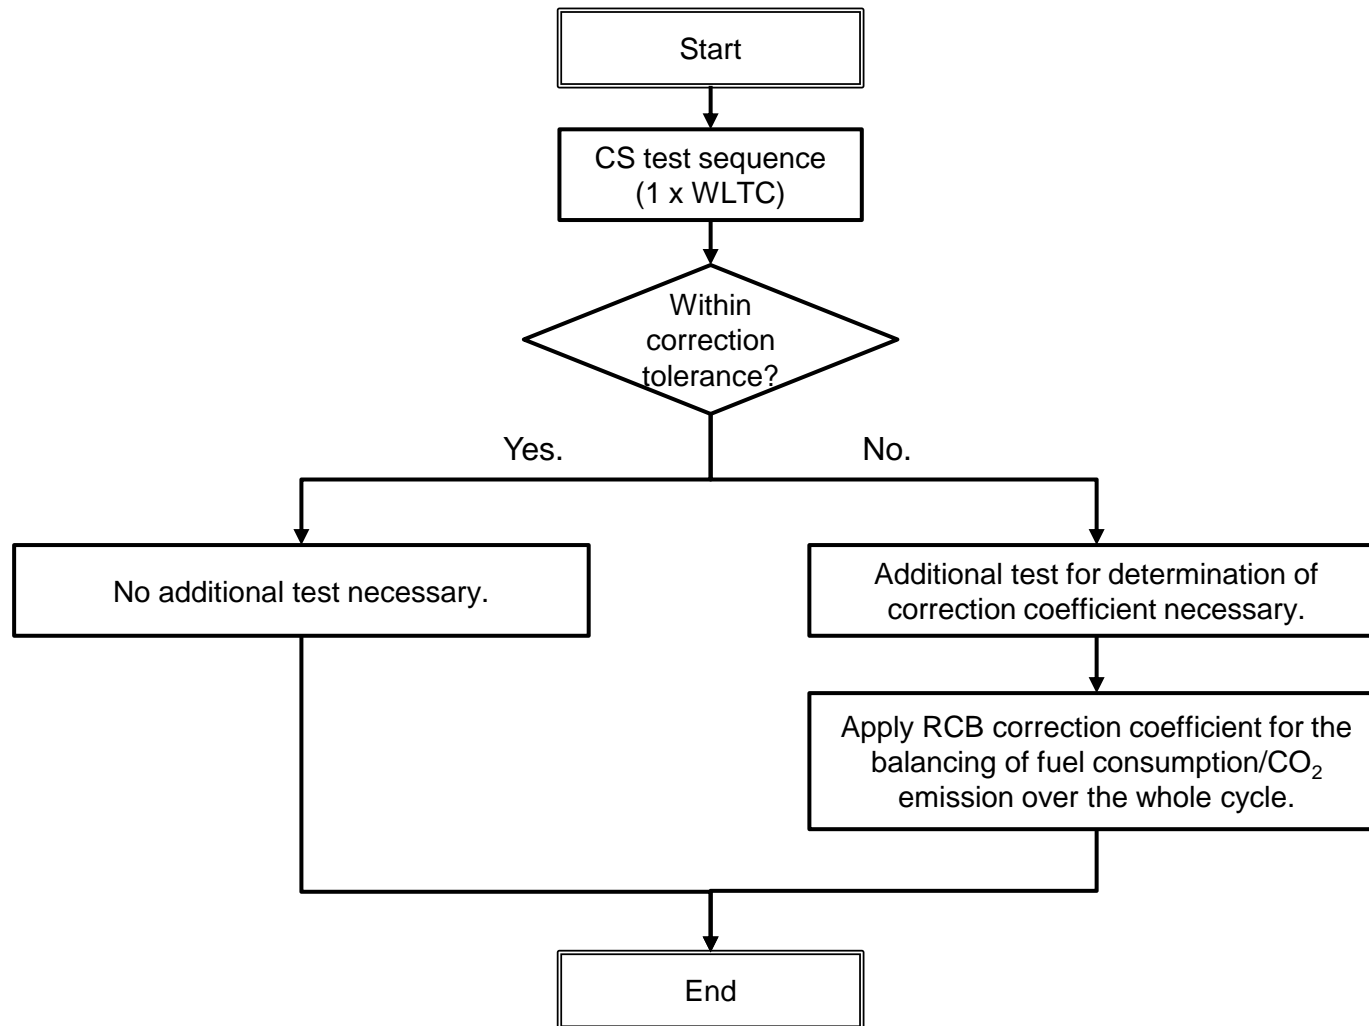 Start
CS test sequence
(1 x WLTC)
Within
correction
tolerance?
Yes.
No.
No additional test necessary.
Additional test for determination of
correction coefficient necessary.
Apply RCB correction coefficient for the
balancing of fuel consumption/CO₂
emission over the whole cycle.
End